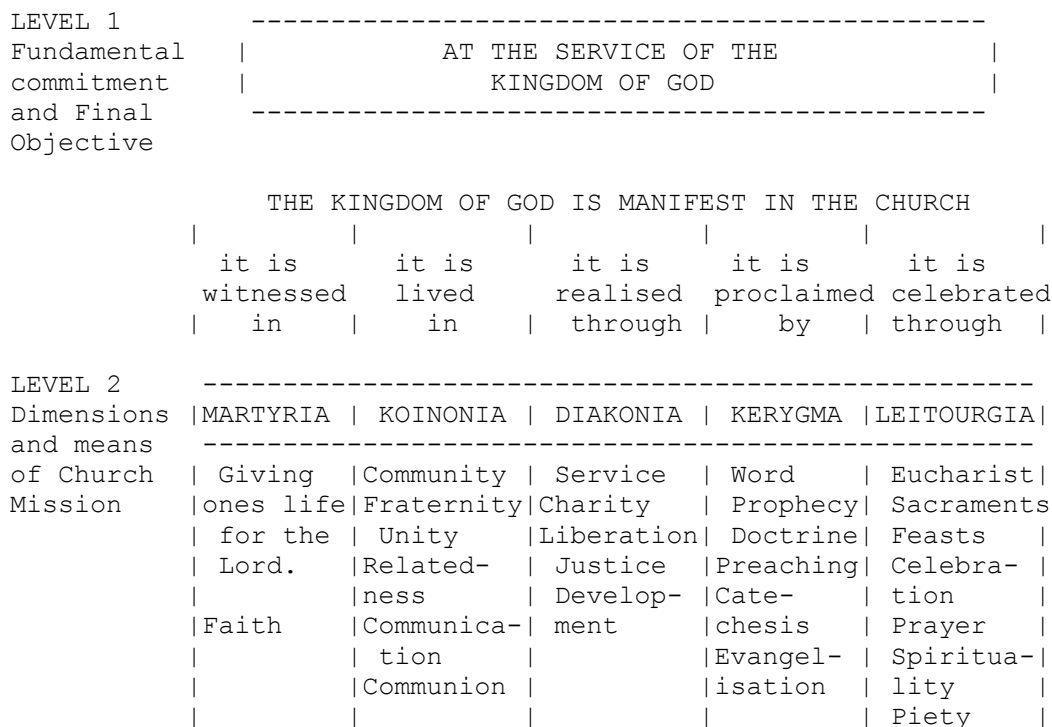 LEVEL 1 ----------------------------------------------
Fundamental | AT THE SERVICE OF THE |
commitment | KINGDOM OF GOD |
and Final ----------------------------------------------
Objective
THE KINGDOM OF GOD IS MANIFEST IN THE CHURCH
| | | | | |
it is it is it is it is it is
witnessed lived realised proclaimed celebrated
| in | in | through | by | through |
LEVEL 2 ----------------------------------------------------
Dimensions |MARTYRIA | KOINONIA | DIAKONIA | KERYGMA |LEITOURGIA|
and means ----------------------------------------------------
of Church | Giving |Community | Service | Word | Eucharist|
Mission |ones life|Fraternity|Charity | Prophecy| Sacraments
| for the | Unity |Liberation| Doctrine| Feasts |
| Lord. |Related- | Justice |Preaching| Celebra- |
| |ness | Develop- |Cate- | tion |
|Faith |Communica-| ment |chesis | Prayer |
| | tion | |Evangel- | Spiritua-|
| |Communion | |isation | lity |
| | | | | Piety |